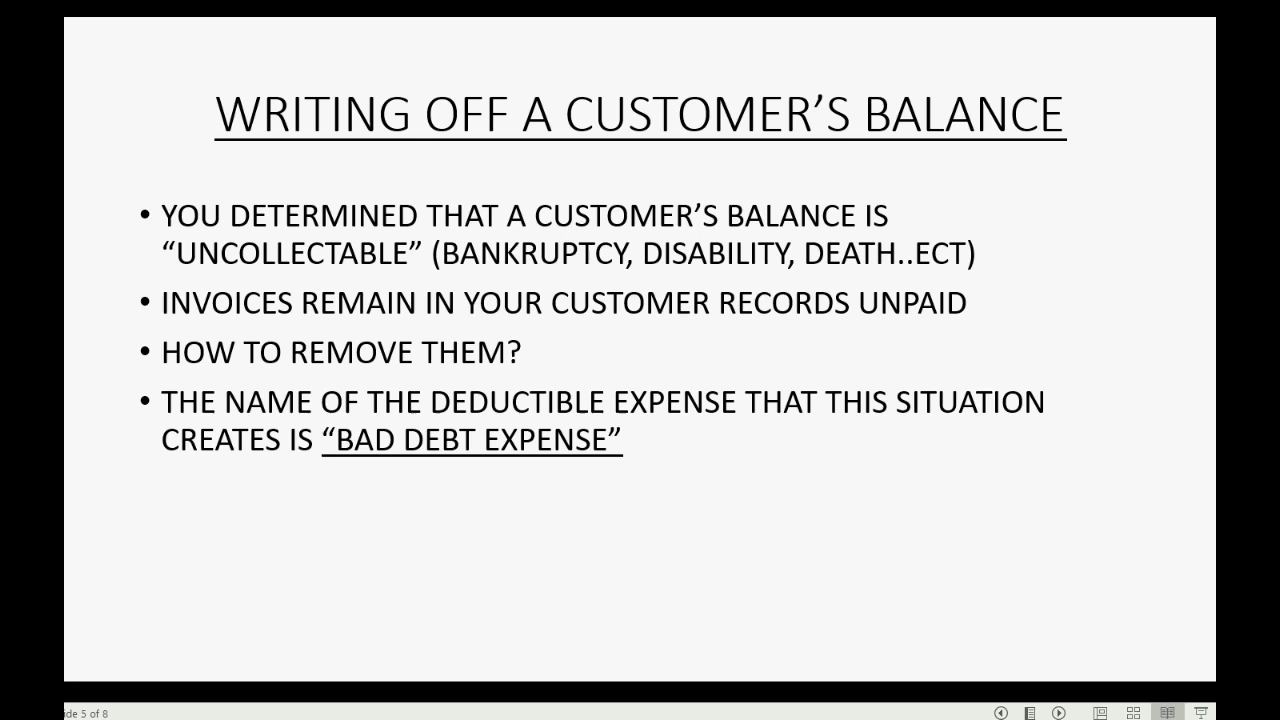 WRITING OFF A CUSTOMER’S BALANCE
• YOU DETERMINED THAT A CUSTOMER’S BALANCE IS
“UNCOLLECTABLE” (BANKRUPTCY, DISABILITY, DEATH..ECT)
• INVOICES REMAIN IN YOUR CUSTOMER RECORDS UNPAID
• HOW TO REMOVE THEM?
• THE NAME OF THE DEDUCTIBLE EXPENSE THAT THIS SITUATION
CREATES IS “BAD DEBT EXPENSE”
ide 5 of 8